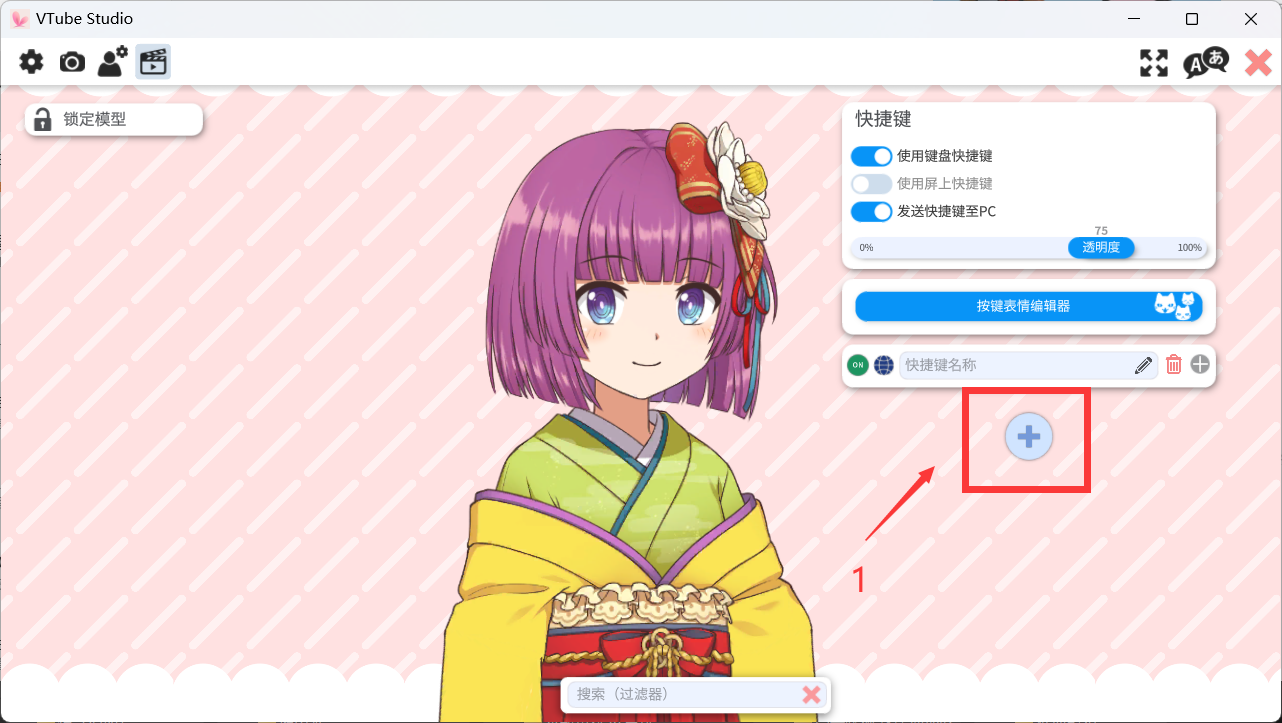 VTube Studio
Aあ
锁定模型
快捷键
使用键盘快捷键
使用屏上快捷键
发送快捷键至PC
75
0% 透明度 100%
按键表情编辑器
ON 快捷键名称
1
搜索（过滤器）